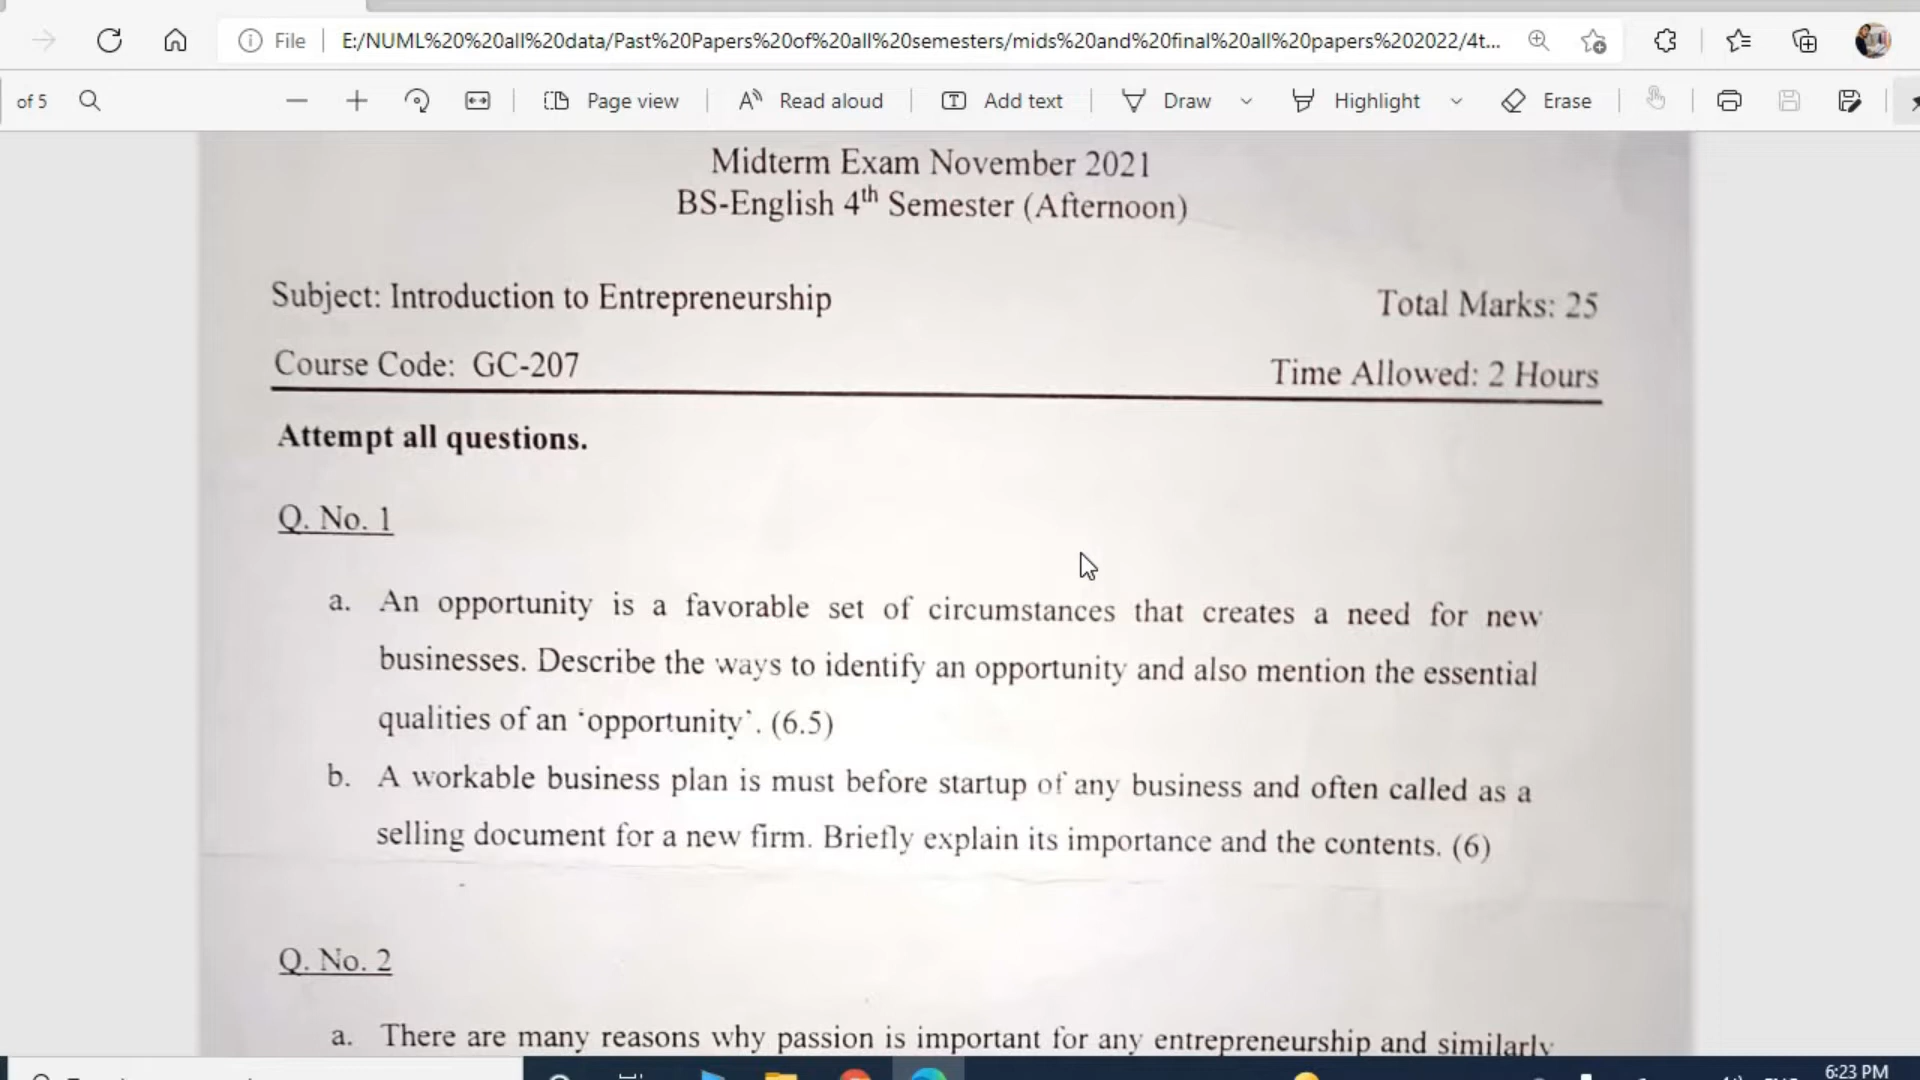 File
E:/NUML%20%20all%20data/Past%20Papers%20of%20all%20semesters/mids%20and%20final%20all%20papers%202022/4t...
of 5
Page view
Read aloud
Add text
Draw
Highlight
Erase
Midterm Exam November 2021
BS-English 4th Semester (Afternoon)
Subject: Introduction to Entrepreneurship
Total Marks: 25
Course Code: GC-207
Time Allowed: 2 Hours
Attempt all questions.
Q. No. 1
a. An opportunity is a favorable set of circumstances that creates a need for new
businesses. Describe the ways to identify an opportunity and also mention the essential
qualities of an ‘opportunity’. (6.5)
b. A workable business plan is must before startup of any business and often called as a
selling document for a new firm. Briefly explain its importance and the contents. (6)
Q. No. 2
a. There are many reasons why passion is important for any entrepreneurship and similarly
6:23 PM